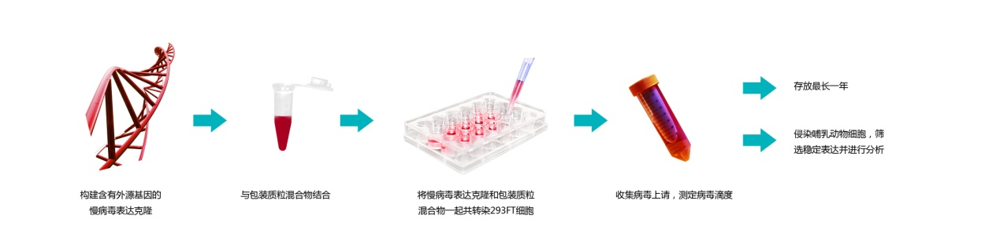 构建含有外源基因的
慢病毒表达克隆
与包装质粒混合物结合
将慢病毒表达克隆和包装质粒
混合物一起共转染293FT细胞
收集病毒上请，测定病毒滴度
存放最长一年
侵染哺乳动物细胞，筛
选稳定表达并进行分析